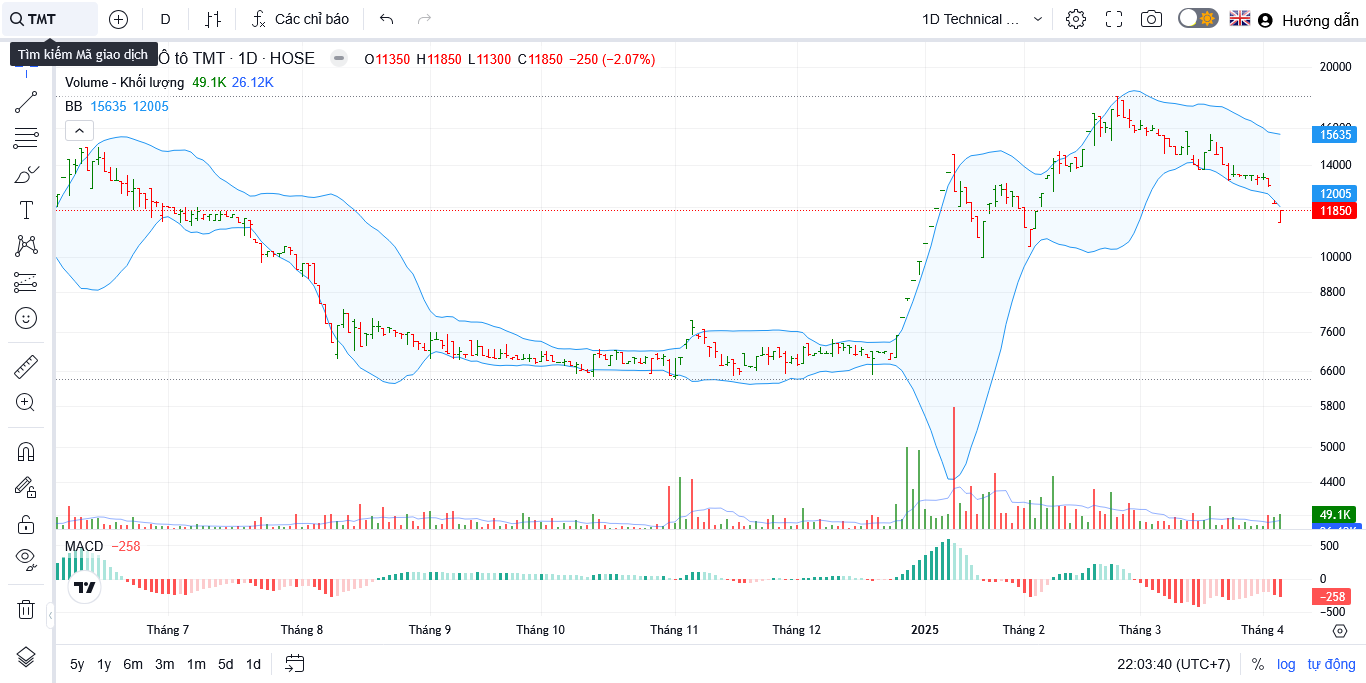 TMT
D
Các chỉ báo
1D Technical ...
Hướng dẫn
Tìm kiếm Mã giao dịch
Ô tô TMT · 1D · HOSE
O11350 H11850 L11300 C11850 −250 (−2.07%)
Volume - Khối lượng 49.1K 26.12K
BB 15635 12005
20000
15635
14000
12005
11850
10000
8800
7600
6600
5800
5000
4400
49.1K
MACD −258
500
0
−258
−500
Tháng 7 Tháng 8 Tháng 9 Tháng 10 Tháng 11 Tháng 12 2025 Tháng 2 Tháng 3 Tháng 4
5y 1y 6m 3m 1m 5d 1d
22:03:40 (UTC+7) % log tự động